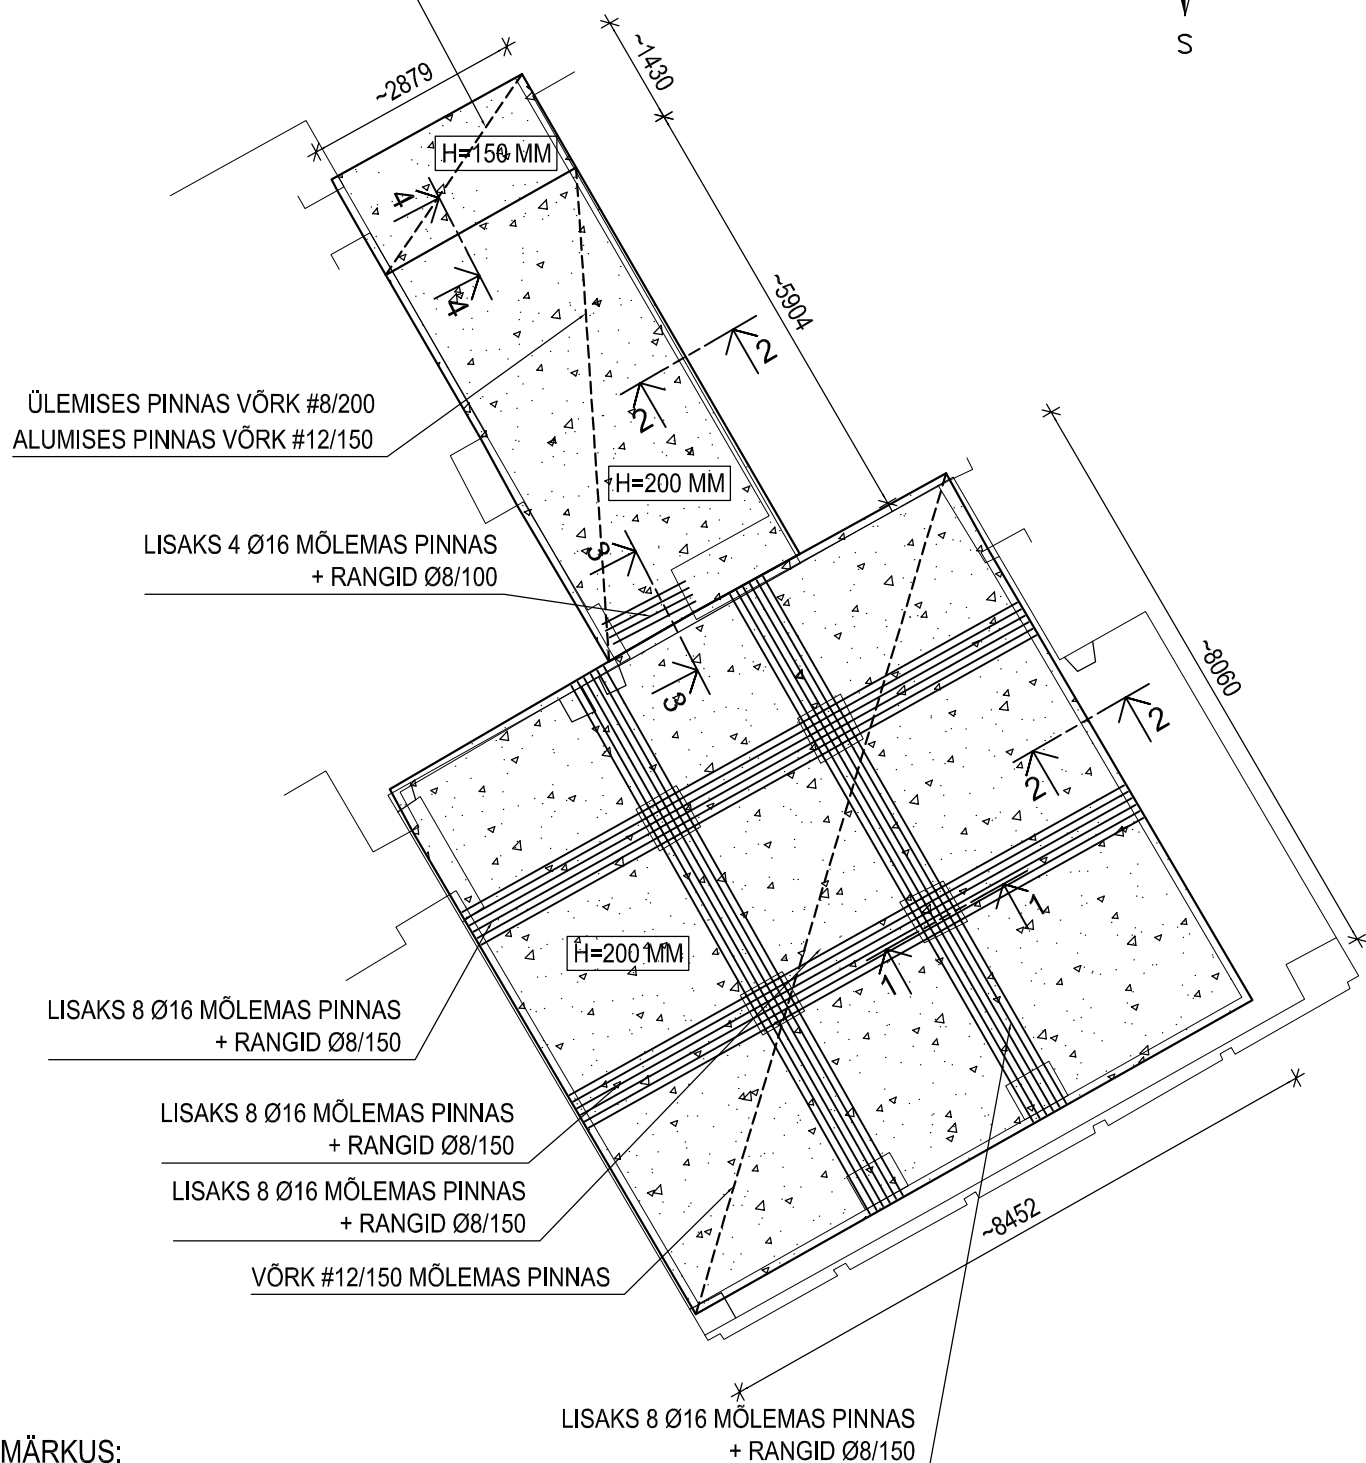 S
~1430
~2879
H=150 MM
4
4
~5904
2
2
ÜLEMISES PINNAS VÕRK #8/200
ALUMISES PINNAS VÕRK #12/150
H=200 MM
LISAKS 4 Ø16 MÕLEMAS PINNAS
+ RANGID Ø8/100
3
3
~8060
2
2
1
1
H=200 MM
LISAKS 8 Ø16 MÕLEMAS PINNAS
+ RANGID Ø8/150
LISAKS 8 Ø16 MÕLEMAS PINNAS
+ RANGID Ø8/150
LISAKS 8 Ø16 MÕLEMAS PINNAS
+ RANGID Ø8/150
~8452
VÕRK #12/150 MÕLEMAS PINNAS
LISAKS 8 Ø16 MÕLEMAS PINNAS
+ RANGID Ø8/150
MÄRKUS: